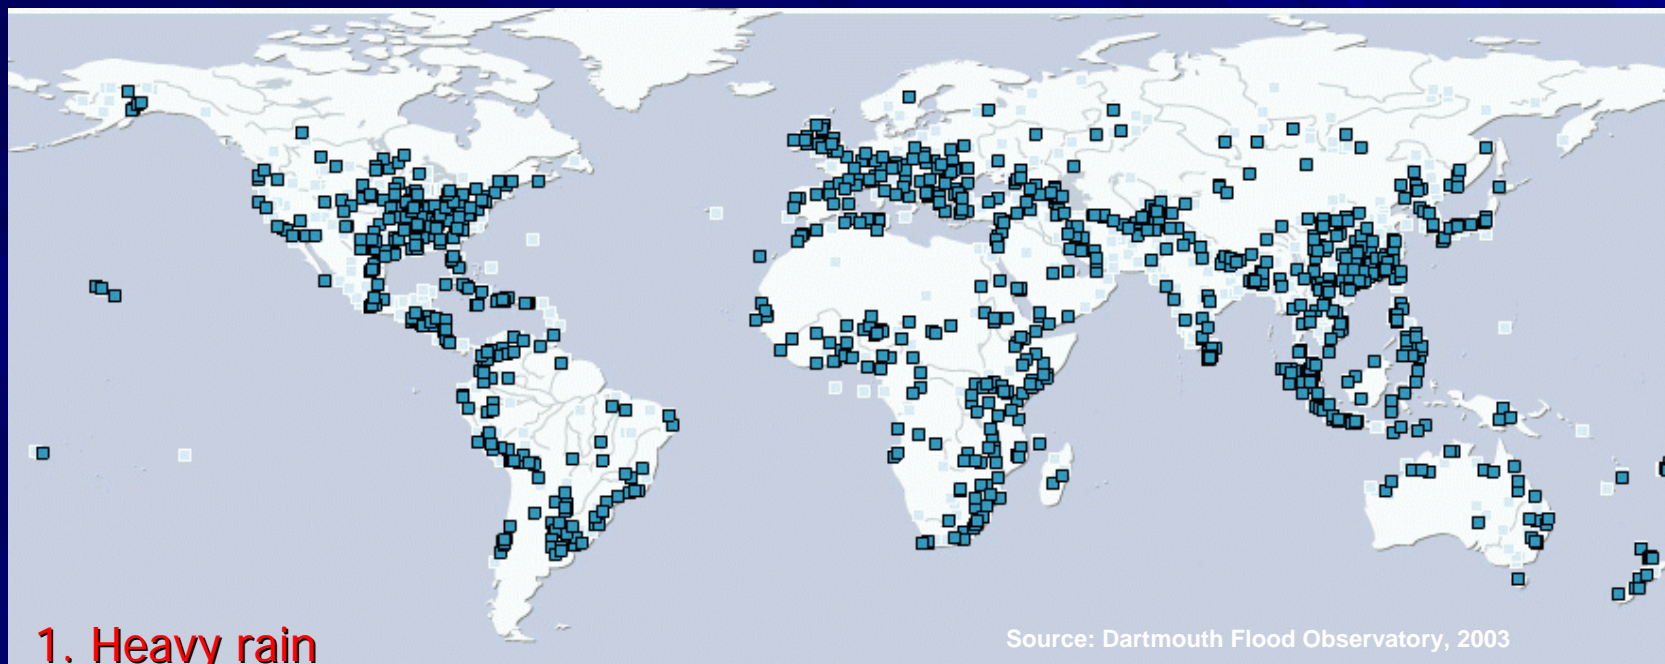 1. Heavy rain
Source: Dartmouth Flood Observatory, 2003